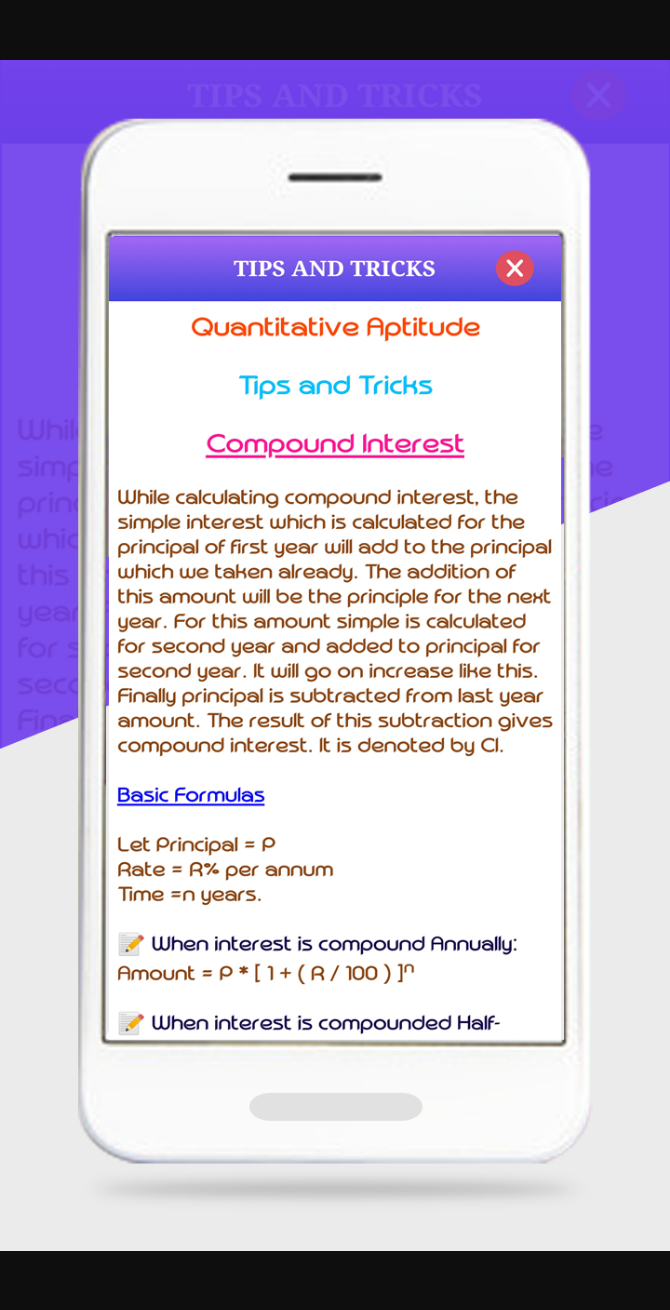 TIPS AND TRICKS
TIPS AND TRICKS
Quantitative Aptitude
Tips and Tricks
Compound Interest
While calculating compound interest, the
simple interest which is calculated for the
principal of first year will add to the principal
which we taken already. The addition of
this amount will be the principle for the next
year. For this amount simple is calculated
for second year and added to principal for
second year. It will go on increase like this.
Finally principal is subtracted from last year
amount. The result of this subtraction gives
compound interest. It is denoted by CI.
Basic Formulas
Let Principal = P
Rate = R% per annum
Time =n years.
📝 When interest is compound Annually:
Amount = P * [ 1 + ( R / 100 ) ]ⁿ
📝 When interest is compounded Half-